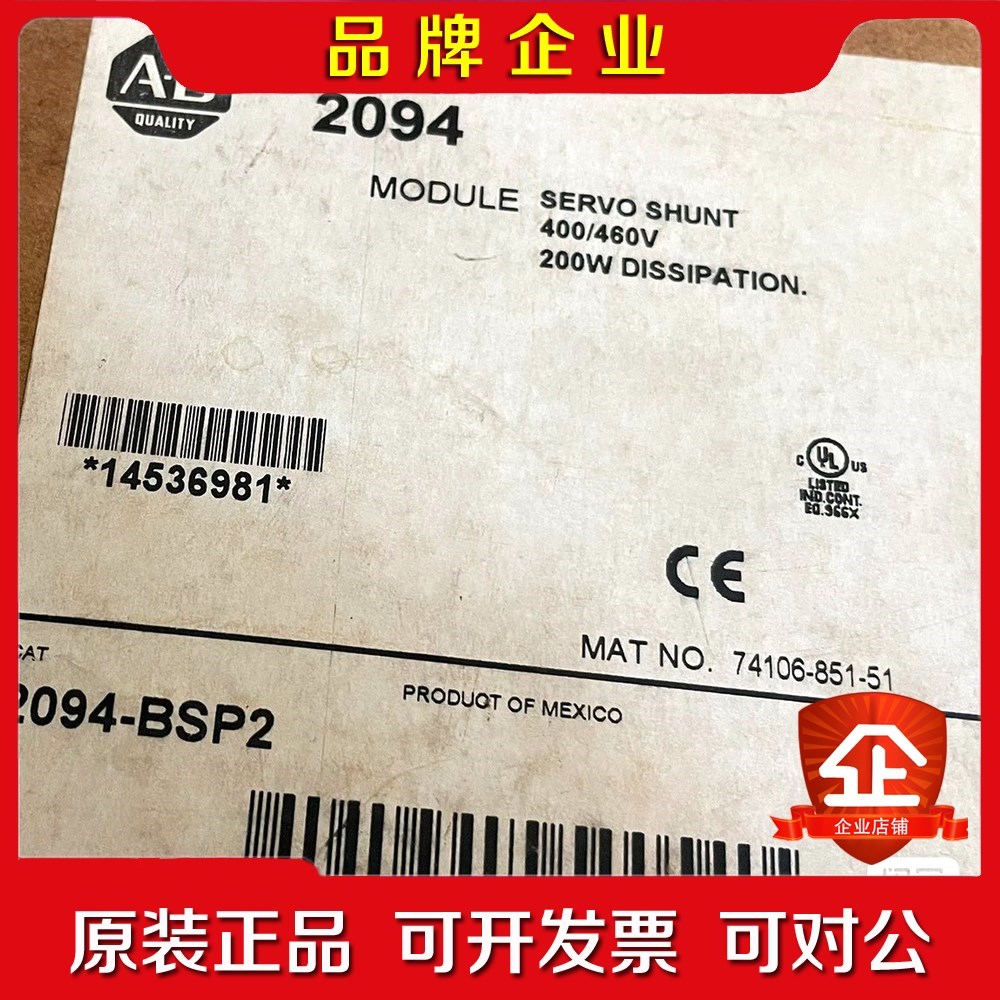 品牌企业
A-B
QUALITY
2094
MODULE
SERVO SHUNT
400/460V
200W DISSIPATION.
*14536981*
C UL US
LISTED
IND.CONT.
EQ.966X
CE
MAT NO. 74106-851-51
CAT
2094-BSP2
PRODUCT OF MEXICO
企
企业店铺
原装正品 可开发票 可对公